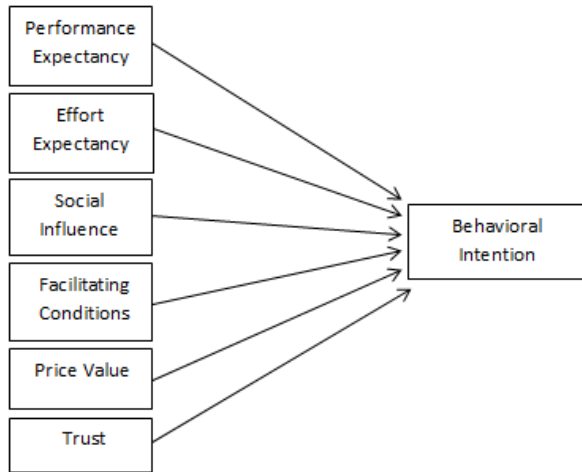 Performance
Expectancy
Effort
Expectancy
Social
Influence
Facilitating
Conditions
Price Value
Trust
Behavioral
Intention